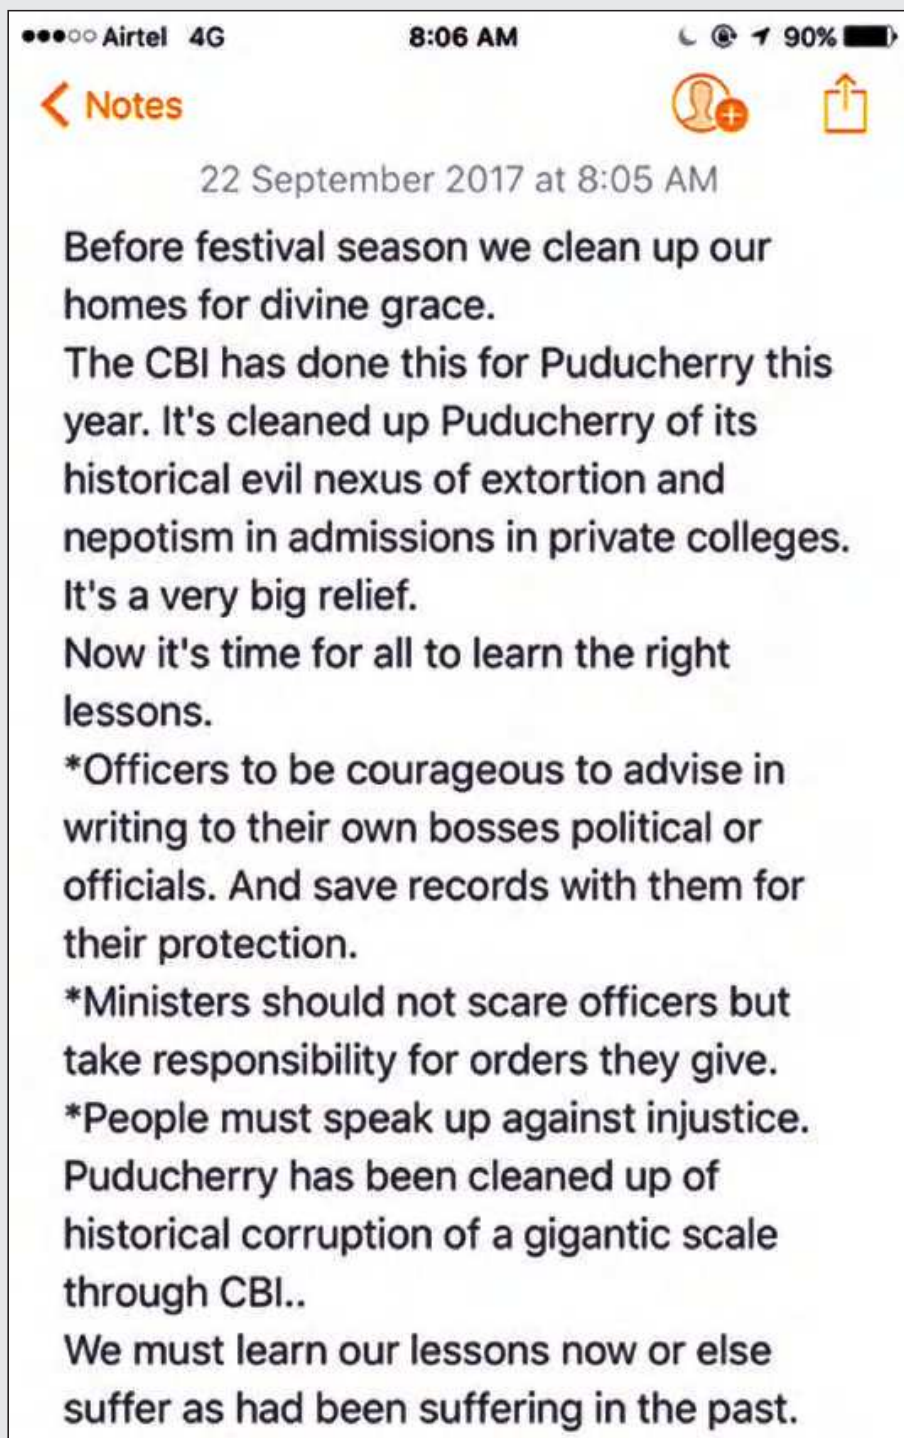 Airtel 4G 8:06 AM 90%
Notes
22 September 2017 at 8:05 AM
Before festival season we clean up our
homes for divine grace.
The CBI has done this for Puducherry this
year. It's cleaned up Puducherry of its
historical evil nexus of extortion and
nepotism in admissions in private colleges.
It's a very big relief.
Now it's time for all to learn the right
lessons.
*Officers to be courageous to advise in
writing to their own bosses political or
officials. And save records with them for
their protection.
*Ministers should not scare officers but
take responsibility for orders they give.
*People must speak up against injustice.
Puducherry has been cleaned up of
historical corruption of a gigantic scale
through CBI..
We must learn our lessons now or else
suffer as had been suffering in the past.